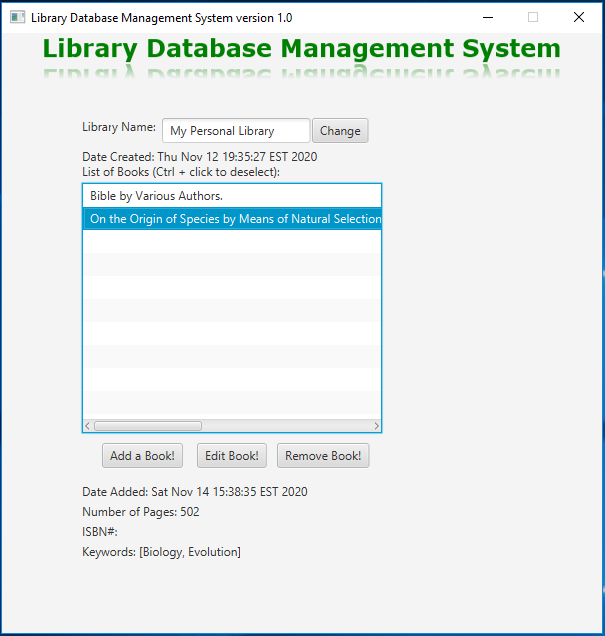 Library Database Management System version 1.0
Library Database Management System
Library Name: My Personal Library Change
Date Created: Thu Nov 12 19:35:27 EST 2020
List of Books (Ctrl + click to deselect):
Bible by Various Authors.
On the Origin of Species by Means of Natural Selection
Add a Book! Edit Book! Remove Book!
Date Added: Sat Nov 14 15:38:35 EST 2020
Number of Pages: 502
ISBN#:
Keywords: [Biology, Evolution]